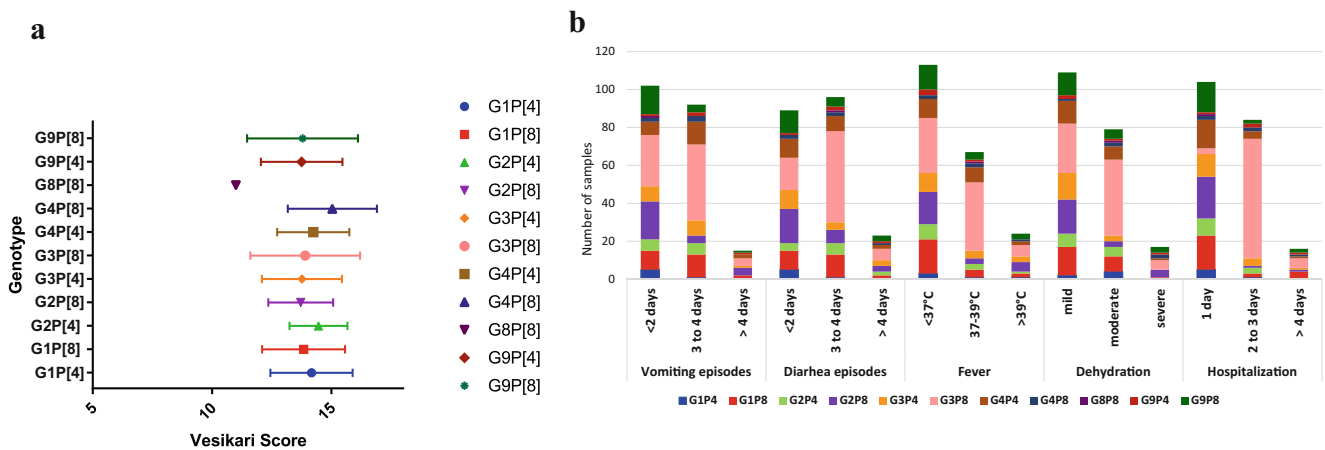 a
Genotype
G9P[8]
G9P[4]
G8P[8]
G4P[8]
G4P[4]
G3P[8]
G3P[4]
G2P[8]
G2P[4]
G1P[8]
G1P[4]
5 10 15
Vesikari Score
G1P[4]
G1P[8]
G2P[4]
G2P[8]
G3P[4]
G3P[8]
G4P[4]
G4P[8]
G8P[8]
G9P[4]
G9P[8]
b
Number of samples
120
100
80
60
40
20
0
<2 days
3 to 4 days
> 4 days
<2 days
3 to 4 days
> 4 days
<37°C
37-39°C
>39°C
mild
moderate
severe
1 day
2 to 3 days
> 4 days
Vomiting episodes Diarhea episodes Fever Dehydration Hospitalization
G1P4 G1P8 G2P4 G2P8 G3P4 G3P8 G4P4 G4P8 G8P8 G9P4 G9P8